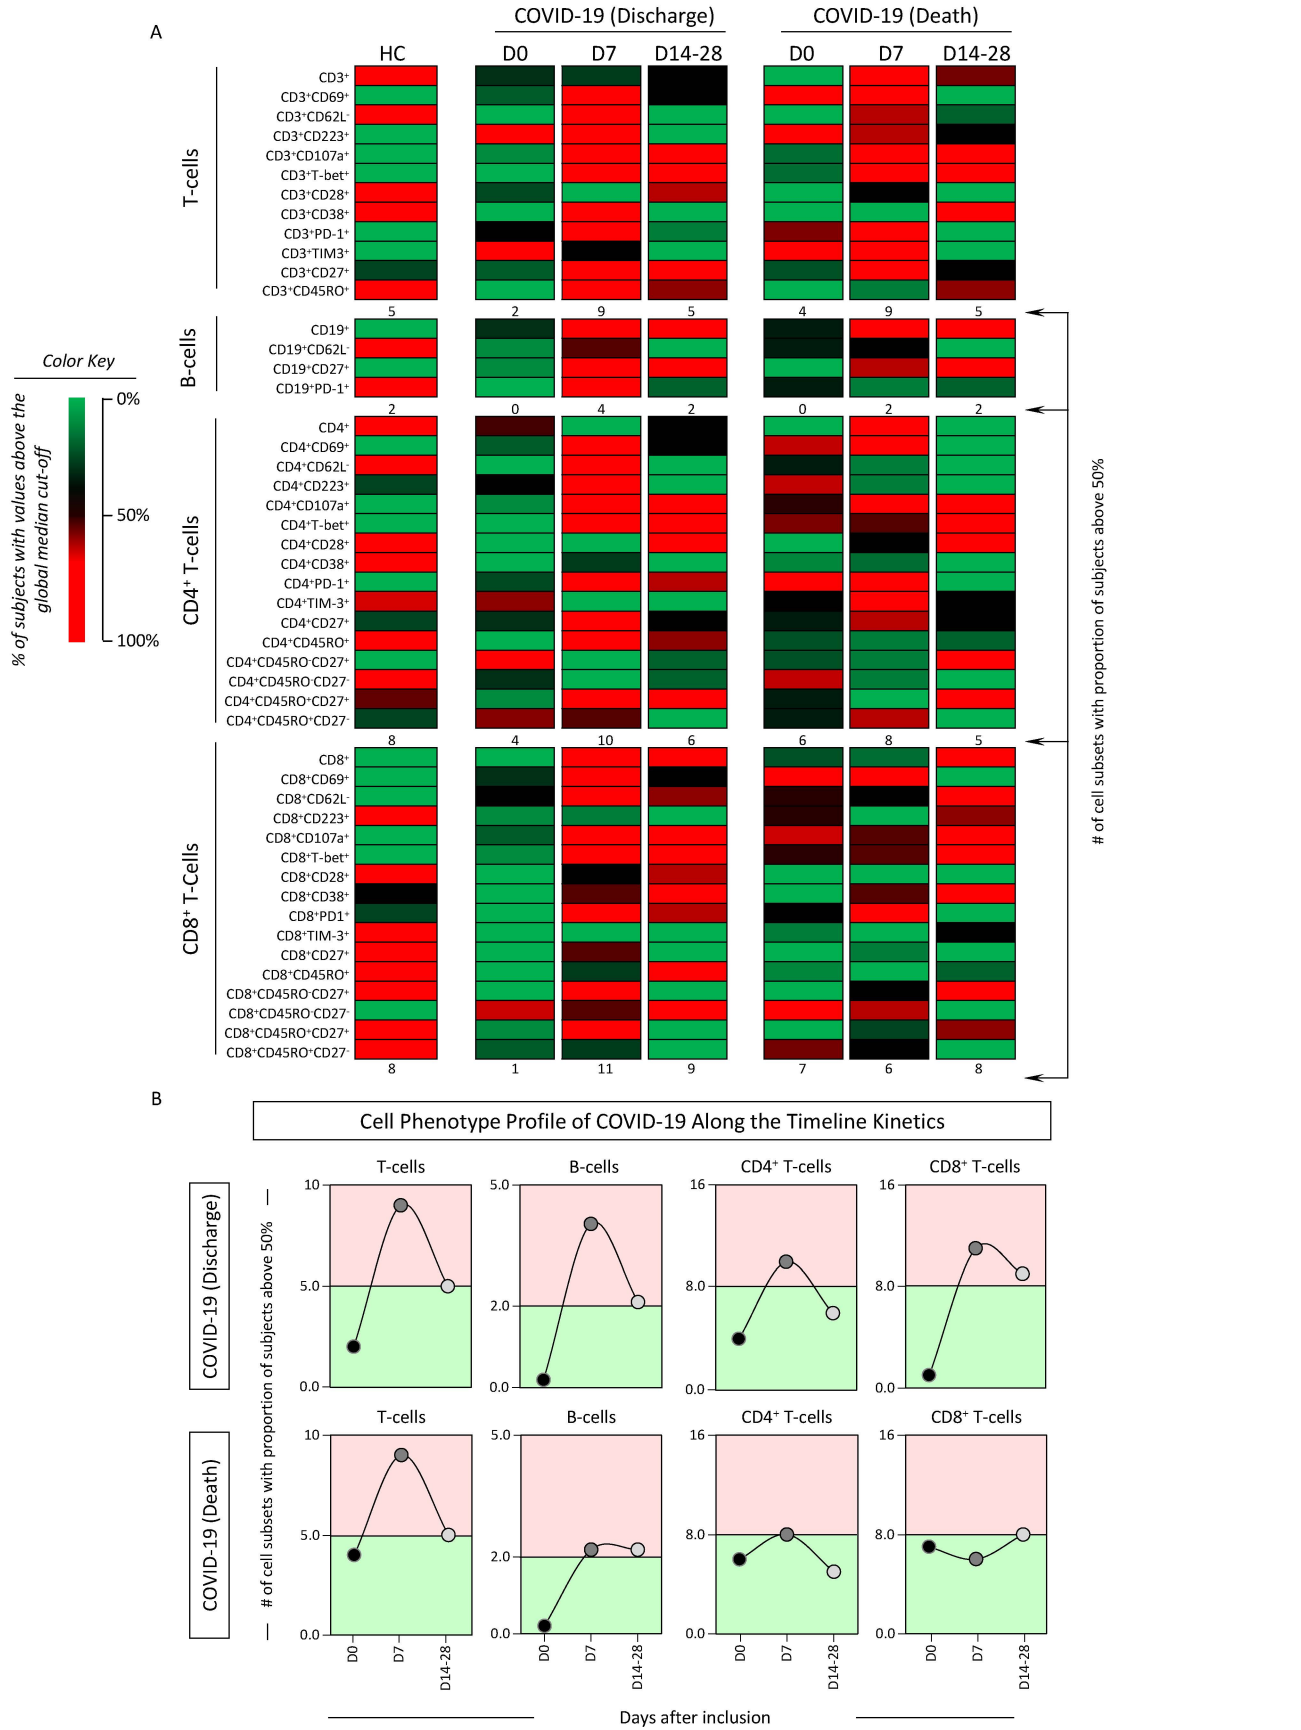 A
COVID-19 (Discharge)
COVID-19 (Death)
HC
D0
D7
D14-28
D0
D7
D14-28
T-cells
CD3⁺
CD3⁺CD69⁺
CD3⁺CD62L⁻
CD3⁺CD223⁺
CD3⁺CD107a⁺
CD3⁺T-bet⁺
CD3⁺CD28⁺
CD3⁺CD38⁺
CD3⁺PD-1⁺
CD3⁺TIM3⁺
CD3⁺CD27⁺
CD3⁺CD45RO⁺
5 2 9 5 4 9 5
B-cells
CD19⁺
CD19⁺CD62L⁻
CD19⁺CD27⁺
CD19⁺PD-1⁺
2 0 4 2 0 2 2
CD4⁺ T-cells
CD4⁺
CD4⁺CD69⁺
CD4⁺CD62L⁻
CD4⁺CD223⁺
CD4⁺CD107a⁺
CD4⁺T-bet⁺
CD4⁺CD28⁺
CD4⁺CD38⁺
CD4⁺PD-1⁺
CD4⁺TIM-3⁺
CD4⁺CD27⁺
CD4⁺CD45RO⁺
CD4⁺CD45RO⁻CD27⁺
CD4⁺CD45RO⁻CD27⁻
CD4⁺CD45RO⁺CD27⁺
CD4⁺CD45RO⁺CD27⁻
8 4 10 6 6 8 5
CD8⁺ T-Cells
CD8⁺
CD8⁺CD69⁺
CD8⁺CD62L⁻
CD8⁺CD223⁺
CD8⁺CD107a⁺
CD8⁺T-bet⁺
CD8⁺CD28⁺
CD8⁺CD38⁺
CD8⁺PD1⁺
CD8⁺TIM-3⁺
CD8⁺CD27⁺
CD8⁺CD45RO⁺
CD8⁺CD45RO⁻CD27⁺
CD8⁺CD45RO⁻CD27⁻
CD8⁺CD45RO⁺CD27⁺
CD8⁺CD45RO⁺CD27⁻
8 1 11 9 7 6 8
Color Key
% of subjects with values above the
global median cut-off
0%
50%
100%
# of cell subsets with proportion of subjects above 50%
B
Cell Phenotype Profile of COVID-19 Along the Timeline Kinetics
COVID-19 (Discharge)
COVID-19 (Death)
# of cell subsets with proportion of subjects above 50%
T-cells
10
5.0
0.0
B-cells
5.0
2.0
0.0
CD4⁺ T-cells
16
8.0
0.0
CD8⁺ T-cells
16
8.0
0.0
T-cells
10
5.0
0.0
B-cells
5.0
2.0
0.0
CD4⁺ T-cells
16
8.0
0.0
CD8⁺ T-cells
16
8.0
0.0
D0 D7 D14-28
D0 D7 D14-28
D0 D7 D14-28
D0 D7 D14-28
Days after inclusion